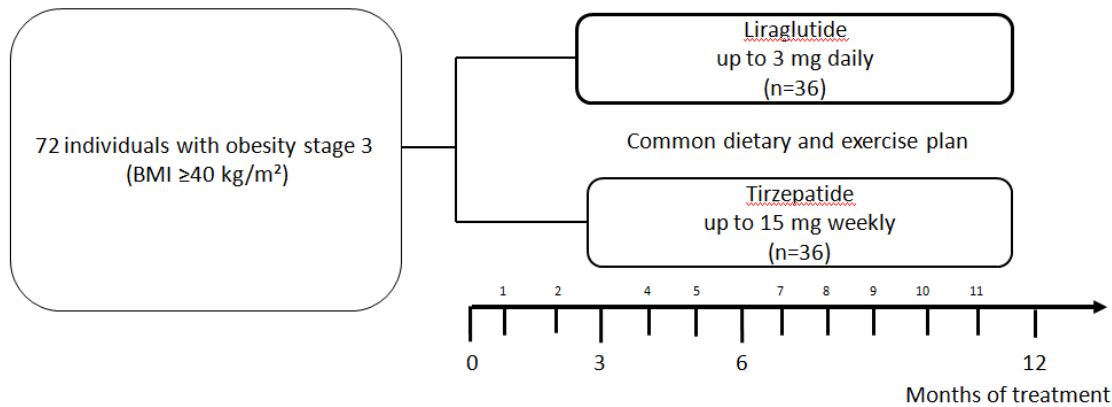 72 individuals with obesity stage 3
(BMI ≥40 kg/m²)
Liraglutide
up to 3 mg daily
(n=36)
Common dietary and exercise plan
Tirzepatide
up to 15 mg weekly
(n=36)
1 2 4 5 7 8 9 10 11
0 3 6 12
Months of treatment